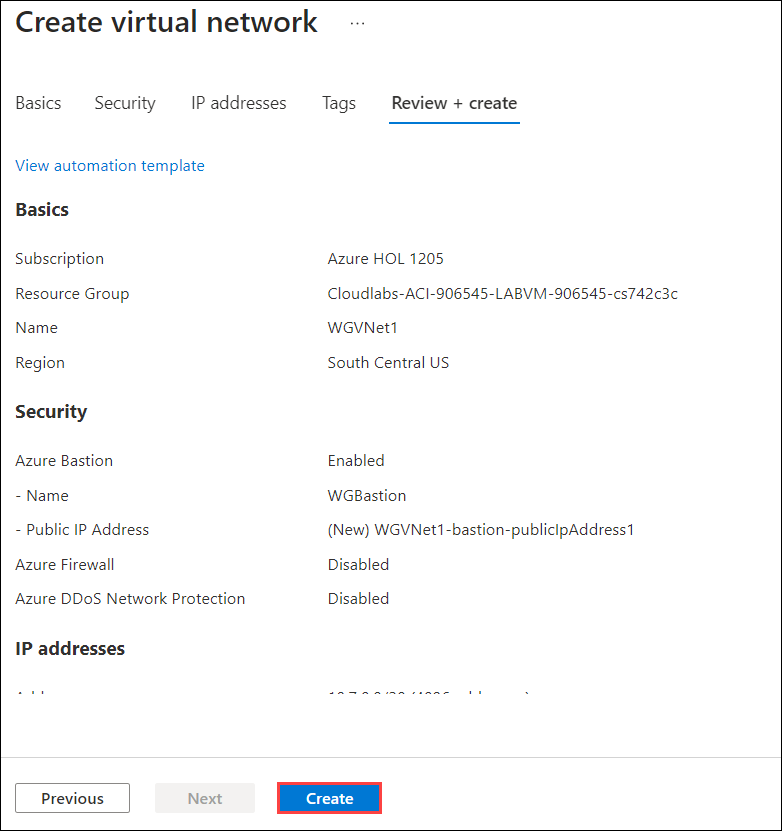 Create virtual network ...
Basics Security IP addresses Tags Review + create
View automation template
Basics
Subscription Azure HOL 1205
Resource Group Cloudlabs-ACI-906545-LABVM-906545-cs742c3c
Name WGVNet1
Region South Central US
Security
Azure Bastion Enabled
- Name WGBastion
- Public IP Address (New) WGVNet1-bastion-publicIpAddress1
Azure Firewall Disabled
Azure DDoS Network Protection Disabled
IP addresses
Previous Next Create